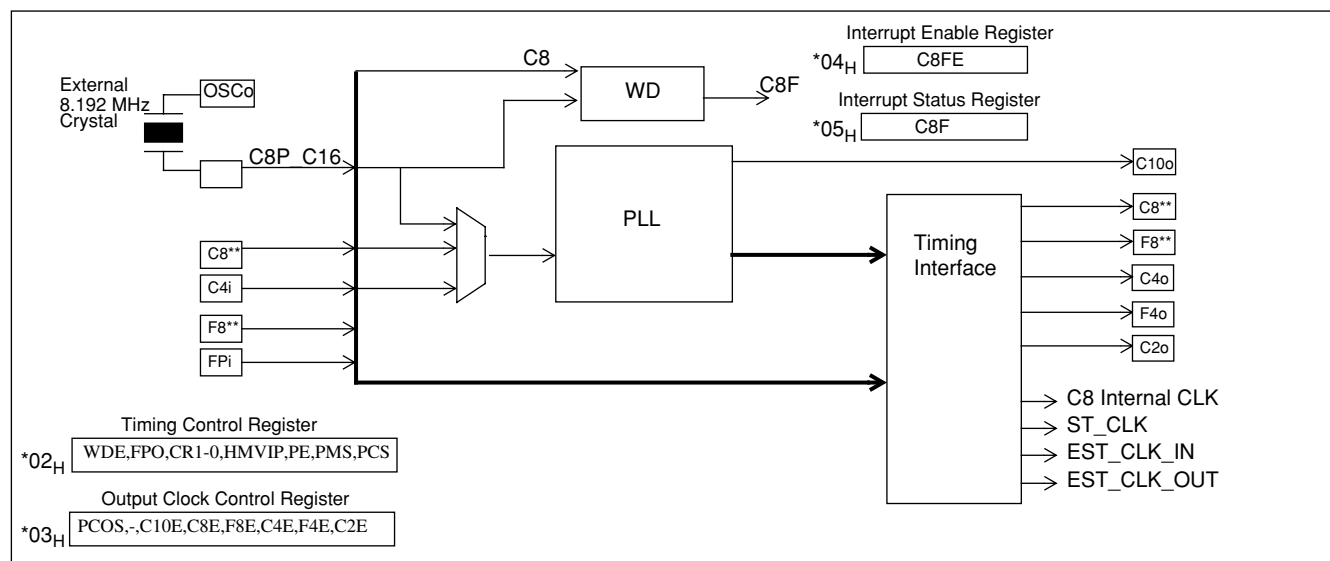 External
8.192 MHz
Crystal
OSCo
C8P_C16
C8
WD
C8F
Interrupt Enable Register
*04H C8FE
Interrupt Status Register
*05H C8F
PLL
C8**
C4i
F8**
FPi
Timing
Interface
C10o
C8**
F8**
C4o
F4o
C2o
C8 Internal CLK
ST_CLK
EST_CLK_IN
EST_CLK_OUT
Timing Control Register
*02H WDE,FPO,CR1-0,HMVIP,PE,PMS,PCS
Output Clock Control Register
*03H PCOS,-,C10E,C8E,F8E,C4E,F4E,C2E